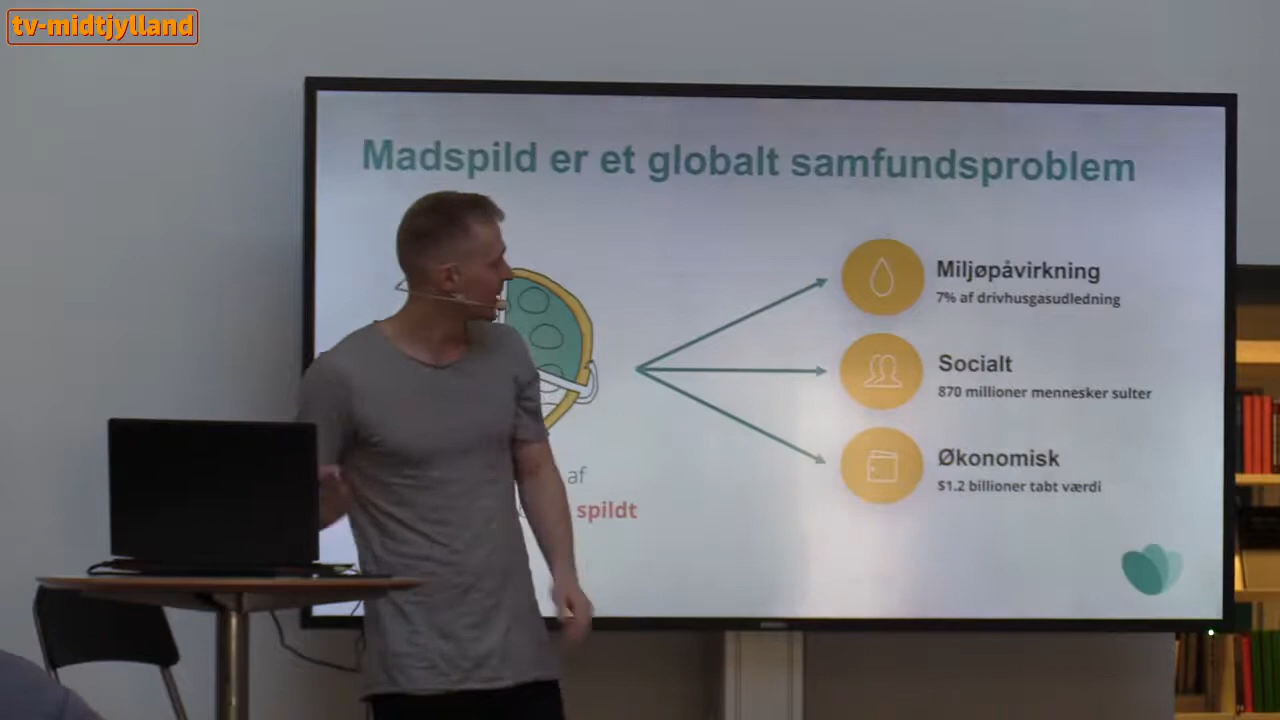 tv-midtjylland
Madspild er et globalt samfundsproblem
Miljøpåvirkning
7% af drivhusgasudledning
Socialt
870 millioner mennesker sulter
Økonomisk
$1.2 billioner tabt værdi
af
spildt